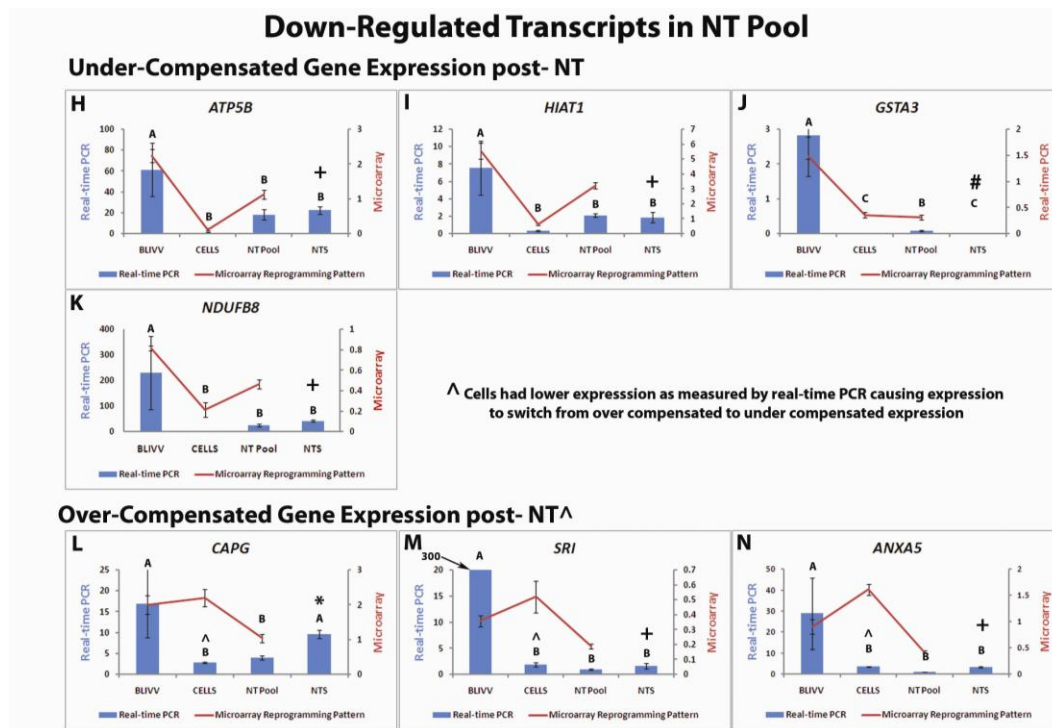 Down-Regulated Transcripts in NT Pool
Under-Compensated Gene Expression post- NT
H
ATP5B
Real-time PCR
100
80
60
40
20
0
A
B
B
+
B
3
2
1
0
Microarray
BLIVV CELLS NT Pool NTS
Real-time PCR Microarray Reprogramming Pattern
I
HIAT1
Real-time PCR
12
10
8
6
4
2
0
A
B
B
+
B
7
6
5
4
3
2
1
0
Microarray
BLIVV CELLS NT Pool NTS
Real-time PCR Microarray Reprogramming Pattern
J
GSTA3
Real-time PCR
3
2
1
0
A
C
B
#
C
2
1.5
1
0.5
0
Real-time PCR
BLIVV CELLS NT Pool NTS
Real-time PCR Microarray Reprogramming Pattern
K
NDUFB8
Real-time PCR
400
300
200
100
0
A
B
B
+
B
1
0.8
0.6
0.4
0.2
0
Microarray
BLIVV CELLS NT Pool NTS
Real-time PCR Microarray Reprogramming Pattern
^ Cells had lower expresssion as measured by real-time PCR causing expression
to switch from over compensated to under compensated expression
Over-Compensated Gene Expression post- NT^
L
CAPG
Real-time PCR
25
20
15
10
5
0
A
^
B
B
*
A
3
2
1
0
Microarray
BLIVV CELLS NT Pool NTS
Real-time PCR Microarray Reprogramming Pattern
M
SRI
300
Real-time PCR
20
15
10
5
0
A
^
B
B
+
B
0.7
0.6
0.5
0.4
0.3
0.2
0.1
0
Microarray
BLIVV CELLS NT Pool NTS
Real-time PCR Microarray Reprogramming Pattern
N
ANXA5
Real-time PCR
50
40
30
20
10
0
A
^
B
B
+
B
2
1.5
1
0.5
0
Microarray
BLIVV CELLS NT Pool NTS
Real-time PCR Microarray Reprogramming Pattern